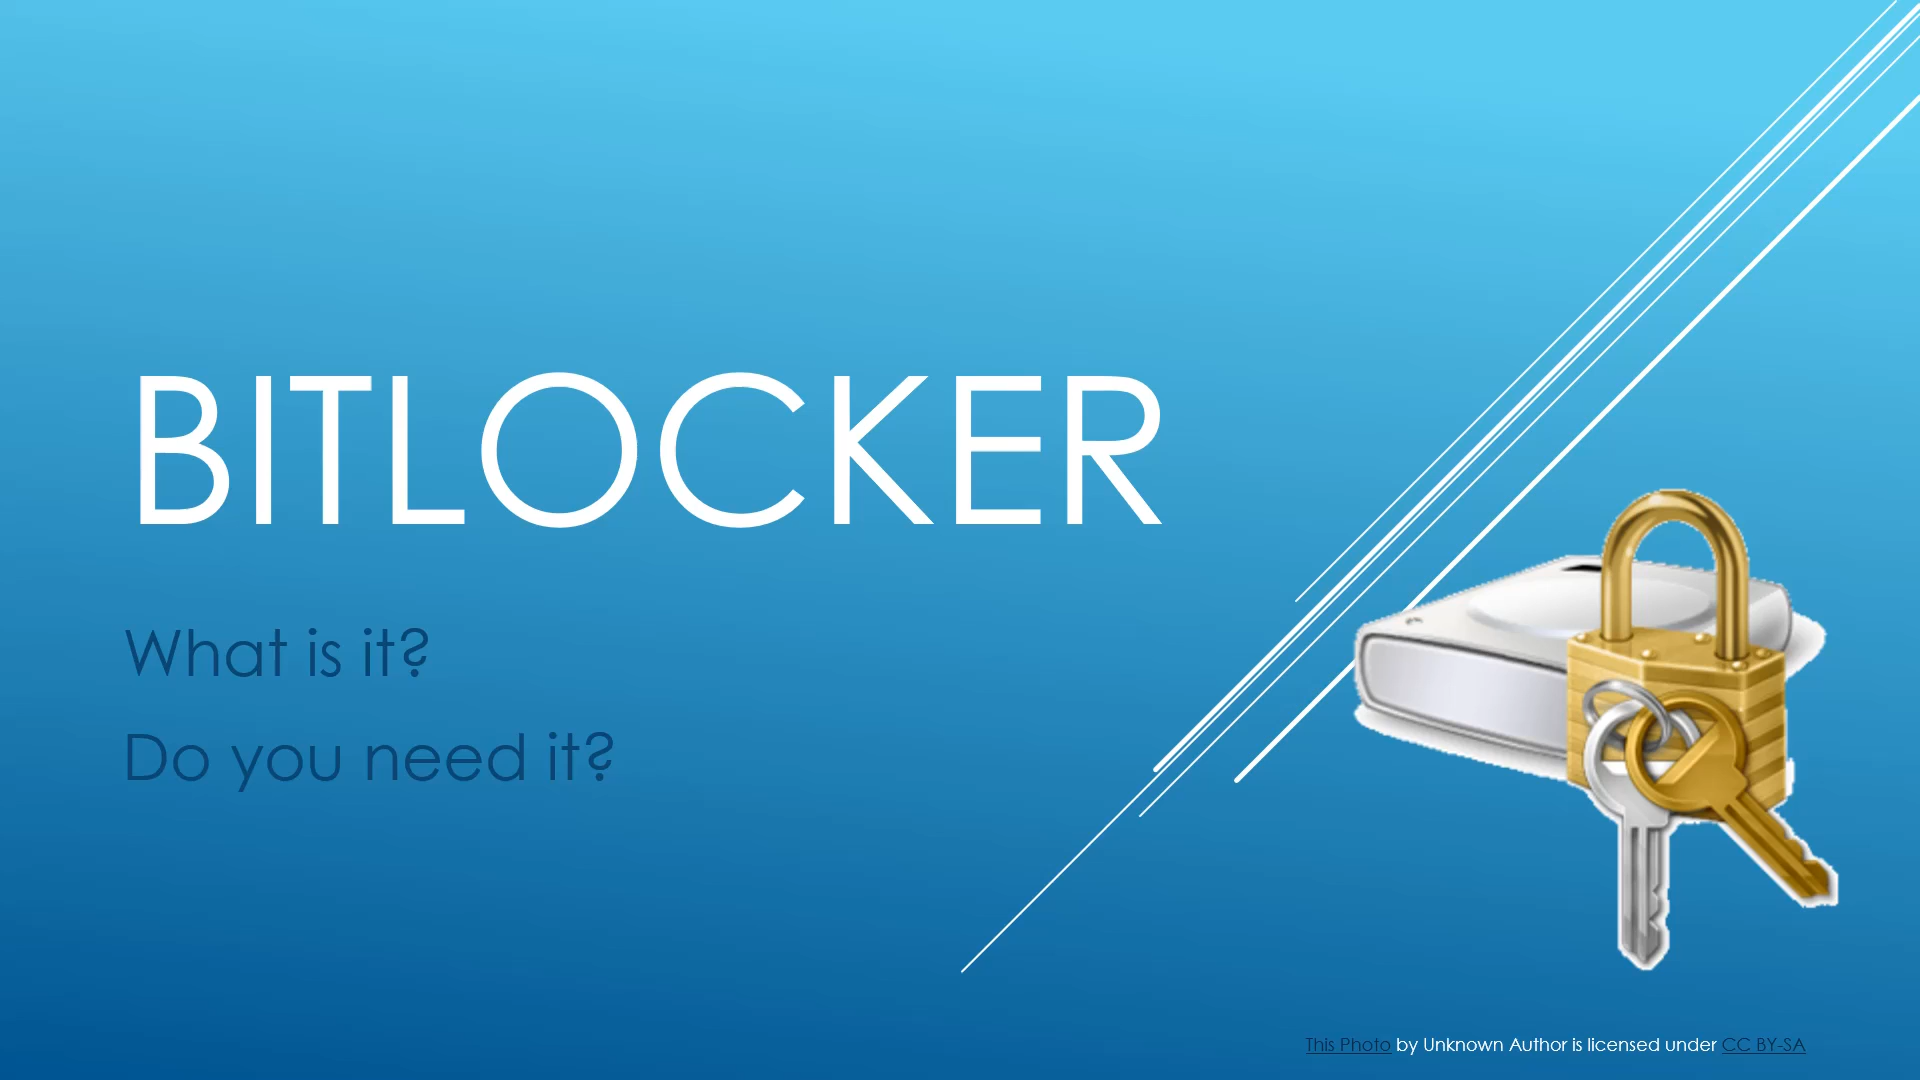 BITLOCKER
What is it?
Do you need it?
This Photo by Unknown Author is licensed under CC BY-SA